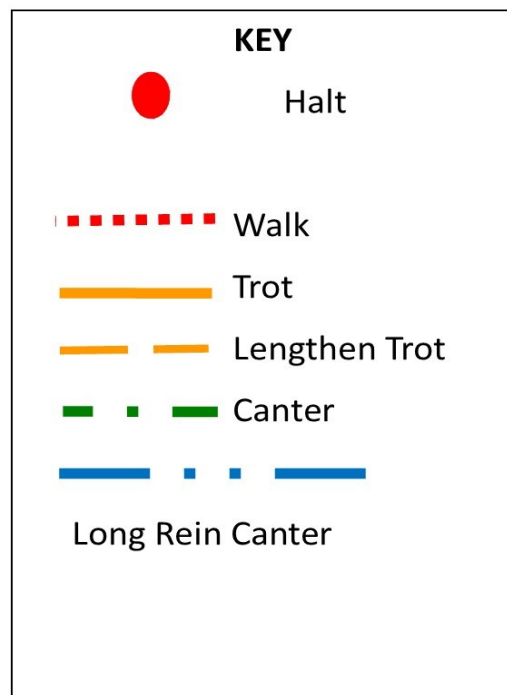 KEY
Halt
Walk
Trot
Lengthen Trot
Canter
Long Rein Canter